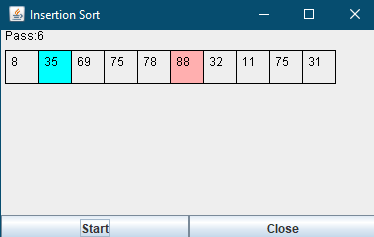 Insertion Sort
Pass:6
8 35 69 75 78 88 32 11 75 31
Start Close